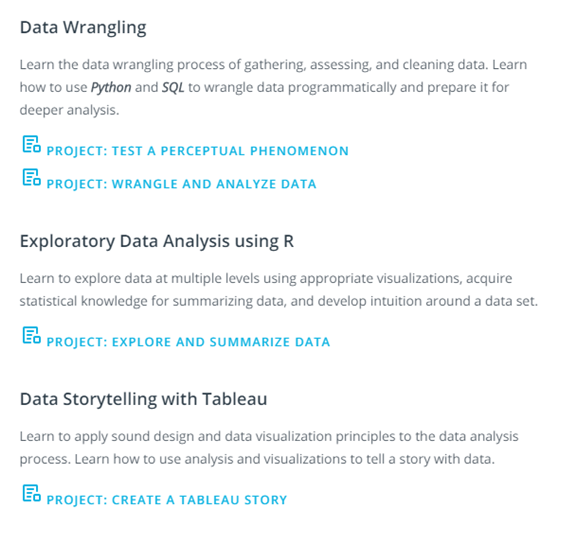 Data Wrangling
Learn the data wrangling process of gathering, assessing, and cleaning data. Learn
how to use Python and SQL to wrangle data programmatically and prepare it for
deeper analysis.
PROJECT: TEST A PERCEPTUAL PHENOMENON
PROJECT: WRANGLE AND ANALYZE DATA
Exploratory Data Analysis using R
Learn to explore data at multiple levels using appropriate visualizations, acquire
statistical knowledge for summarizing data, and develop intuition around a data set.
PROJECT: EXPLORE AND SUMMARIZE DATA
Data Storytelling with Tableau
Learn to apply sound design and data visualization principles to the data analysis
process. Learn how to use analysis and visualizations to tell a story with data.
PROJECT: CREATE A TABLEAU STORY